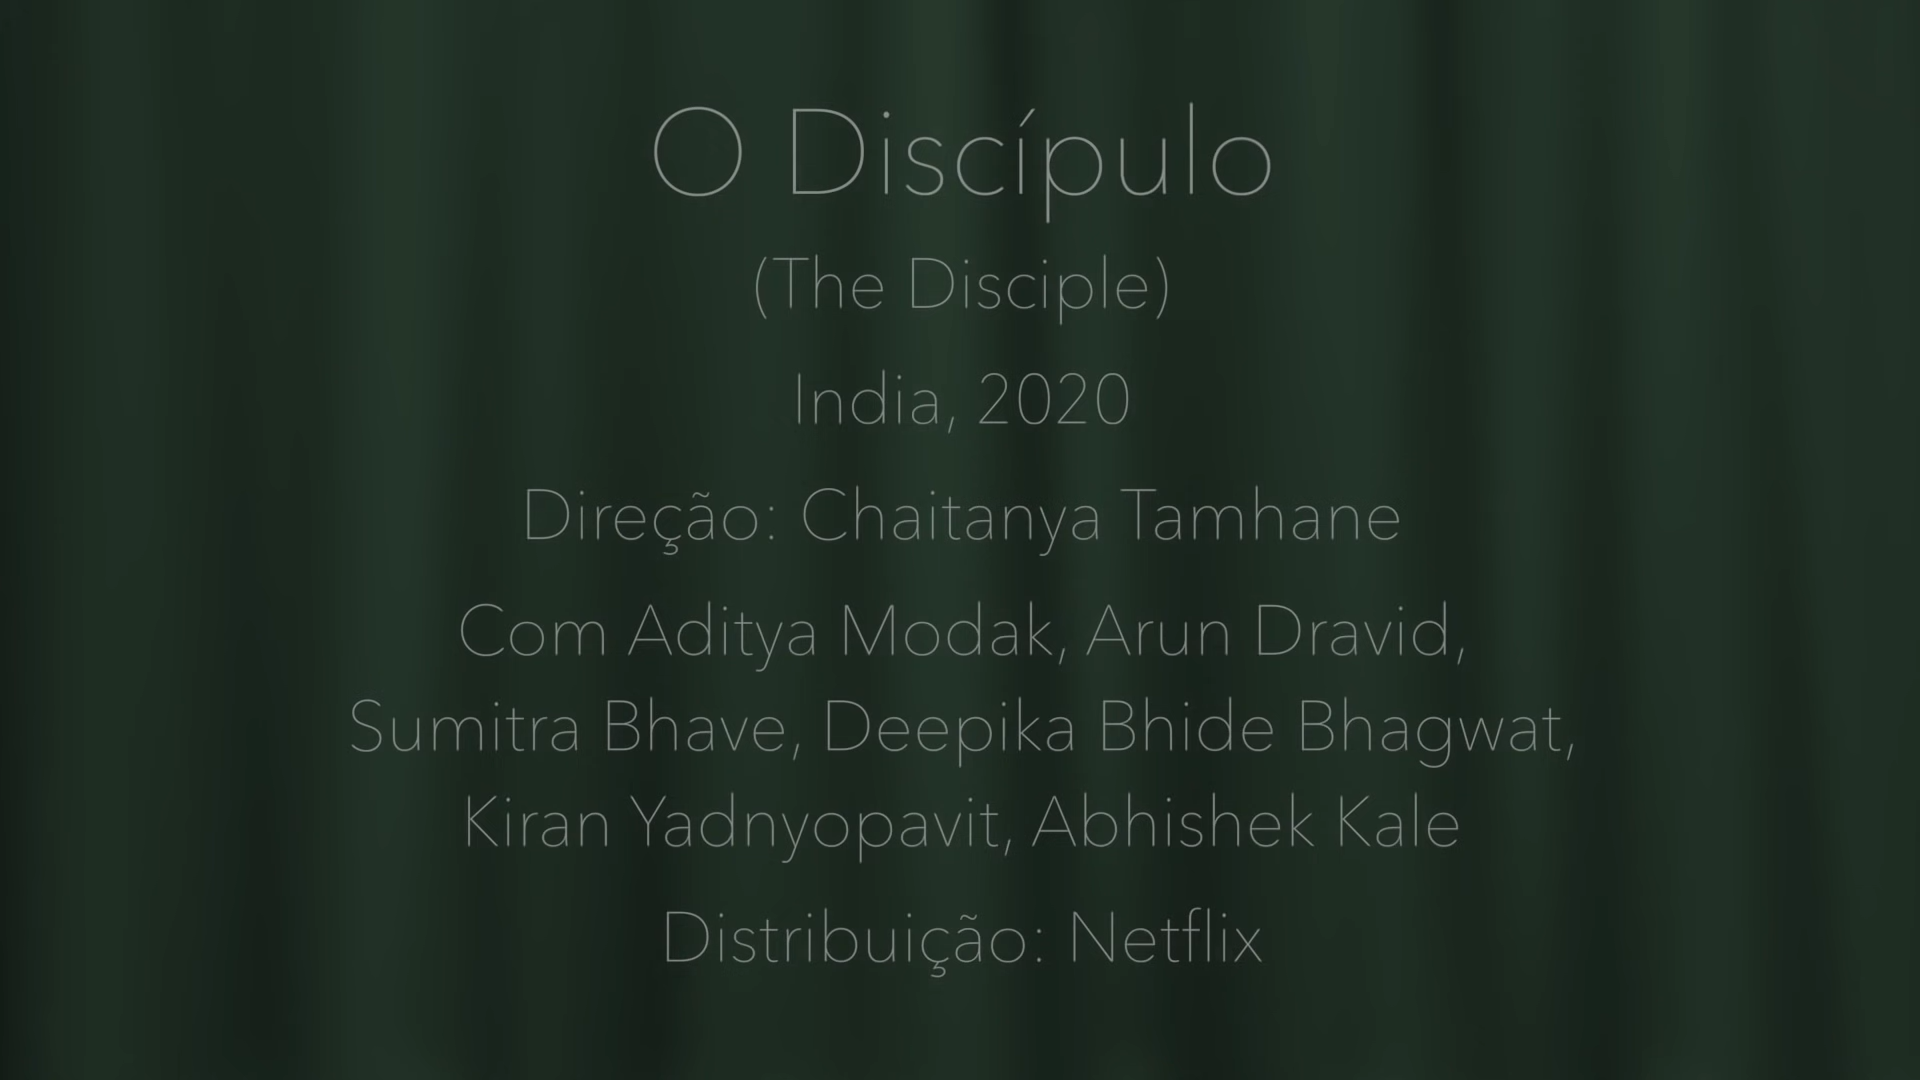 O Discípulo
(The Disciple)
India, 2020
Direção: Chaitanya Tamhane
Com Aditya Modak, Arun Dravid,
Sumitra Bhave, Deepika Bhide Bhagwat,
Kiran Yadnyopavit, Abhishek Kale
Distribuição: Netflix